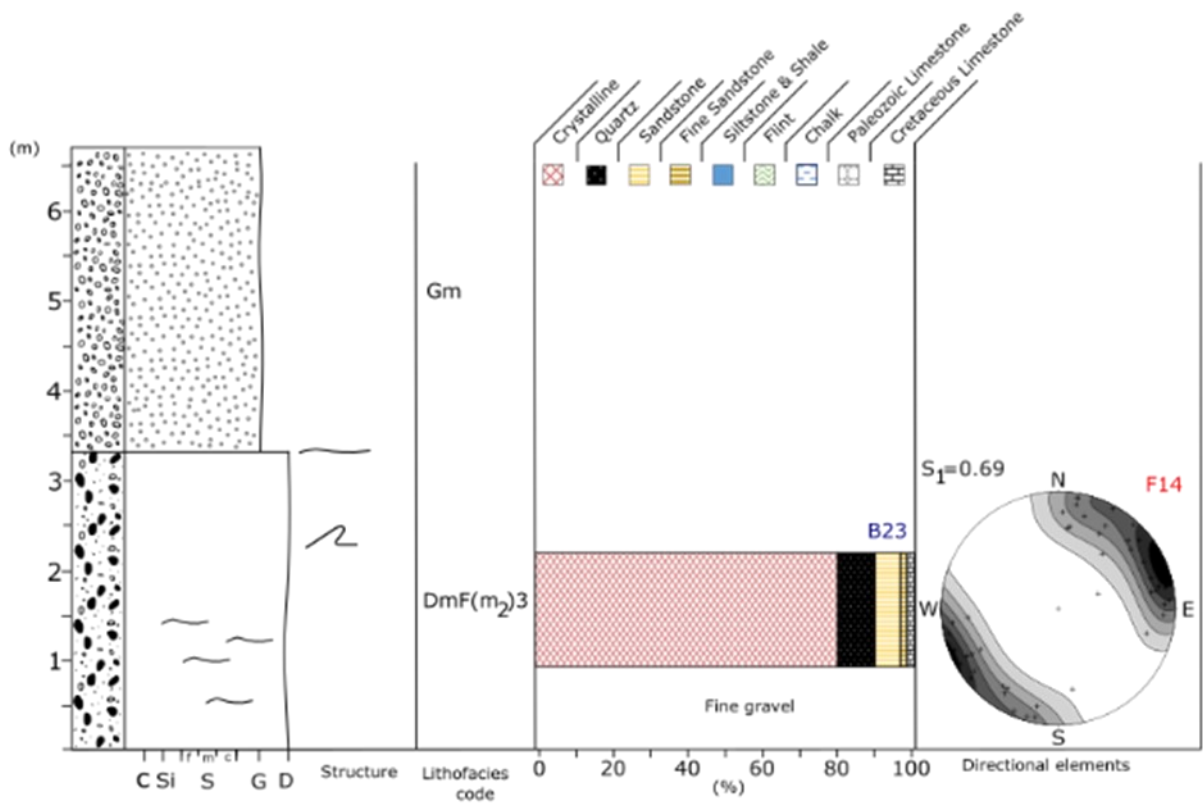 Crystalline
Quartz
Sandstone
Fine Sandstone
Siltstone & Shale
Flint
Chalk
Paleozoic Limestone
Cretaceous Limestone
(m)
6
5
Gm
4
3
S1=0.69
N
F14
B23
2
DmF(m2)3
W
E
1
Fine gravel
S
f m c
C Si S G D
Structure
Lithofacies
code
0 20 40 60 80 100
(%)
Directional elements